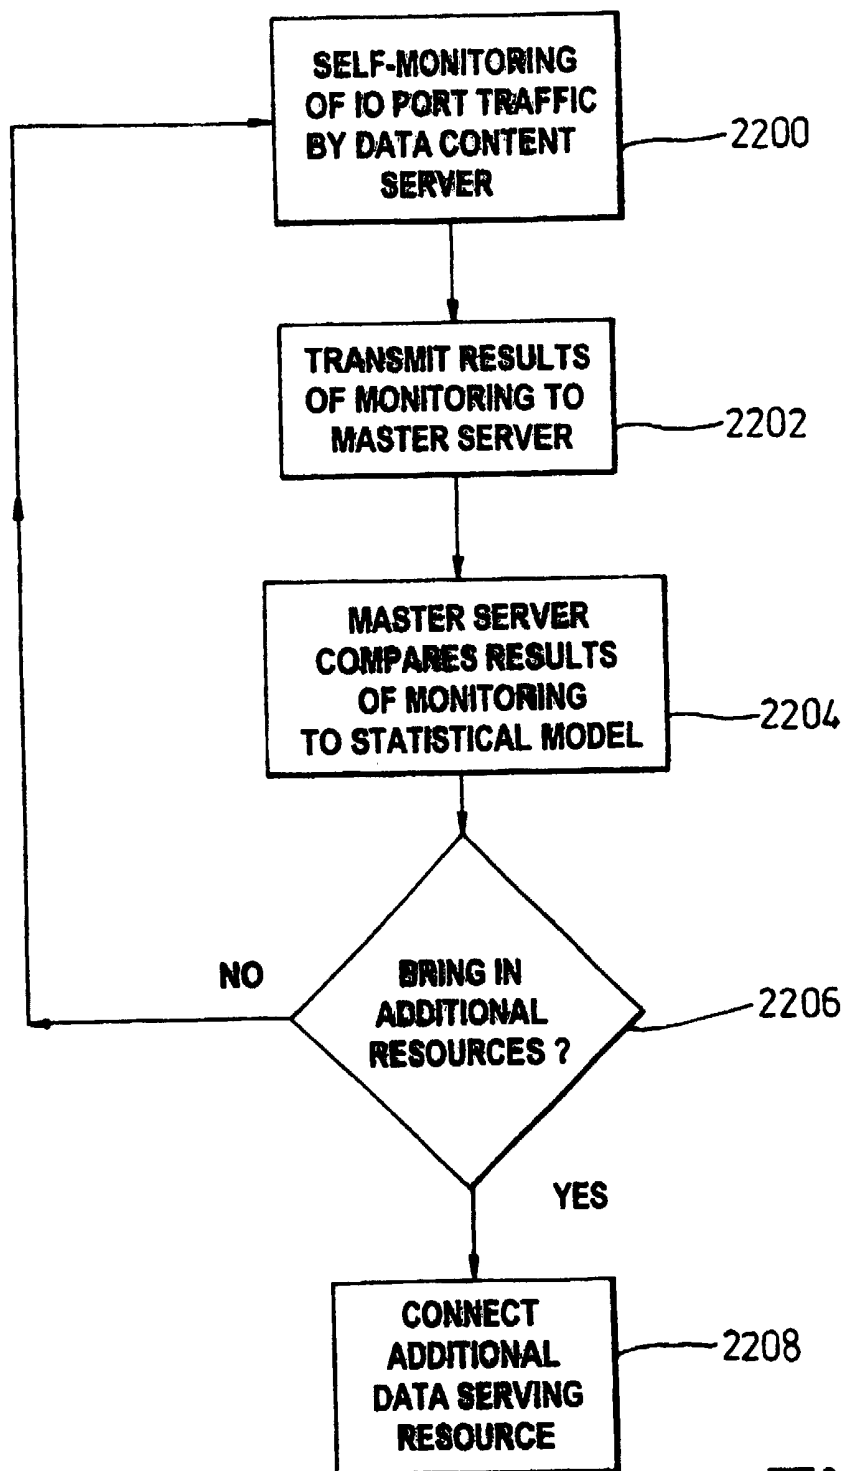 SELF-MONITORING
OF IO PORT TRAFFIC
BY DATA CONTENT
SERVER
2200
TRANSMIT RESULTS
OF MONITORING TO
MASTER SERVER
2202
MASTER SERVER
COMPARES RESULTS
OF MONITORING
TO STATISTICAL MODEL
2204
NO
BRING IN
ADDITIONAL
RESOURCES ?
2206
YES
CONNECT
ADDITIONAL
DATA SERVING
RESOURCE
2208